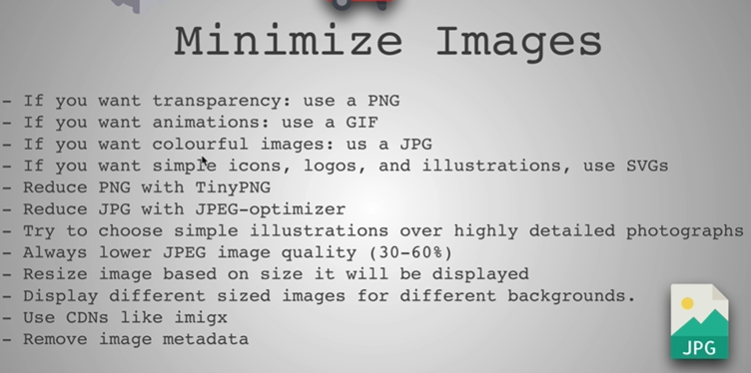 Minimize Images
- If you want transparency: use a PNG
- If you want animations: use a GIF
- If you want colourful images: us a JPG
- If you want simple icons, logos, and illustrations, use SVGs
- Reduce PNG with TinyPNG
- Reduce JPG with JPEG-optimizer
- Try to choose simple illustrations over highly detailed photographs
- Always lower JPEG image quality (30-60%)
- Resize image based on size it will be displayed
- Display different sized images for different backgrounds.
- Use CDNs like imigx
- Remove image metadata
JPG